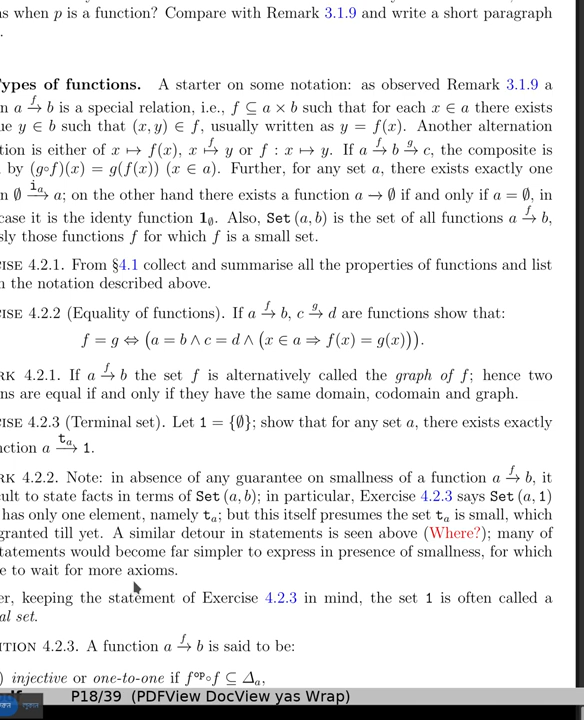 s when p is a function? Compare with Remark 3.1.9 and write a short paragraph
.
ypes of functions. A starter on some notation: as observed Remark 3.1.9 a
n a →f b is a special relation, i.e., f ⊆ a × b such that for each x ∈ a there exists
ue y ∈ b such that (x, y) ∈ f, usually written as y = f(x). Another alternation
tion is either of x ↦ f(x), x ↦f y or f : x ↦ y. If a →f b →g c, the composite is
by (g∘f)(x) = g(f(x)) (x ∈ a). Further, for any set a, there exists exactly one
n ∅ →i_a a; on the other hand there exists a function a → ∅ if and only if a = ∅, in
case it is the identy function 1_∅. Also, Set (a, b) is the set of all functions a →f b,
sly those functions f for which f is a small set.
ISE 4.2.1. From §4.1 collect and summarise all the properties of functions and list
n the notation described above.
ISE 4.2.2 (Equality of functions). If a →f b, c →g d are functions show that:
f = g ⇔ (a = b ∧ c = d ∧ (x ∈ a ⇒ f(x) = g(x))).
RK 4.2.1. If a →f b the set f is alternatively called the graph of f; hence two
ns are equal if and only if they have the same domain, codomain and graph.
ISE 4.2.3 (Terminal set). Let 1 = {∅}; show that for any set a, there exists exactly
nction a →t_a 1.
RK 4.2.2. Note: in absence of any guarantee on smallness of a function a →f b, it
cult to state facts in terms of Set (a, b); in particular, Exercise 4.2.3 says Set (a, 1)
has only one element, namely t_a; but this presumes the set t_a is small, which
granted till yet. A similar detour in statements is seen above (Where?); many of
tatements would become far simpler to express in presence of smallness, for which
e to wait for more axioms.
er, keeping the statement of Exercise 4.2.3 in mind, the set 1 is often called a
al set.
ITION 4.2.3. A function a →f b is said to be:
) injective or one-to-one if f^op∘f ⊆ Δ_a,
P18/39 (PDFView DocView yas Wrap)